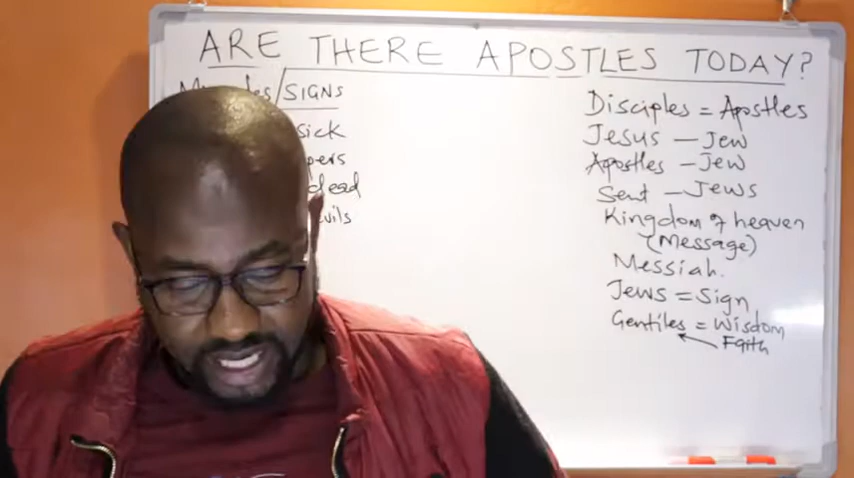 ARE THERE APOSTLES TODAY?
/SIGNS
sick
dead
Disciples = Apostles
Jesus — Jew
Apostles — Jew
Sent — Jews
Kingdom of heaven
(Message)
Messiah.
Jews = Sign
Gentiles = Wisdom
Faith